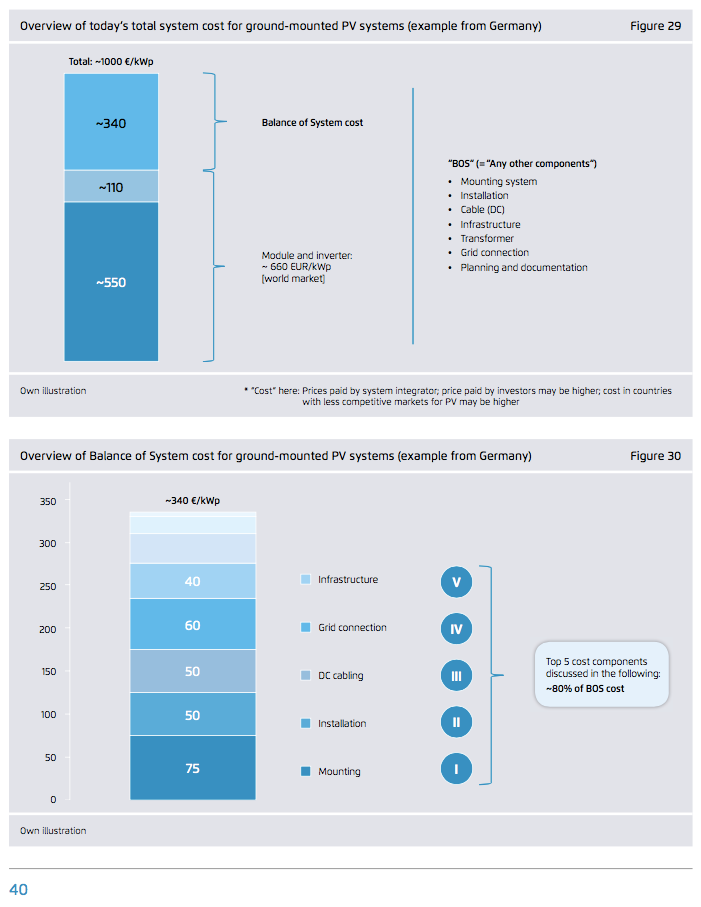 Overview of today's total system cost for ground-mounted PV systems (example from Germany) Figure 29
Total: ~1000 €/kWp
~340
Balance of System cost
~110
~550
Module and inverter:
~ 660 EUR/kWp
[world market]
"BOS" (= "Any other components")
• Mounting system
• Installation
• Cable (DC)
• Infrastructure
• Transformer
• Grid connection
• Planning and documentation
Own illustration
* "Cost" here: Prices paid by system integrator; price paid by investors may be higher; cost in countries
with less competitive markets for PV may be higher
Overview of Balance of System cost for ground-mounted PV systems (example from Germany) Figure 30
~340 €/kWp
350
300
250
200
150
100
50
0
40
60
50
50
75
Infrastructure
Grid connection
DC cabling
Installation
Mounting
V
IV
III
II
I
Top 5 cost components
discussed in the following:
~80% of BOS cost
Own illustration
40